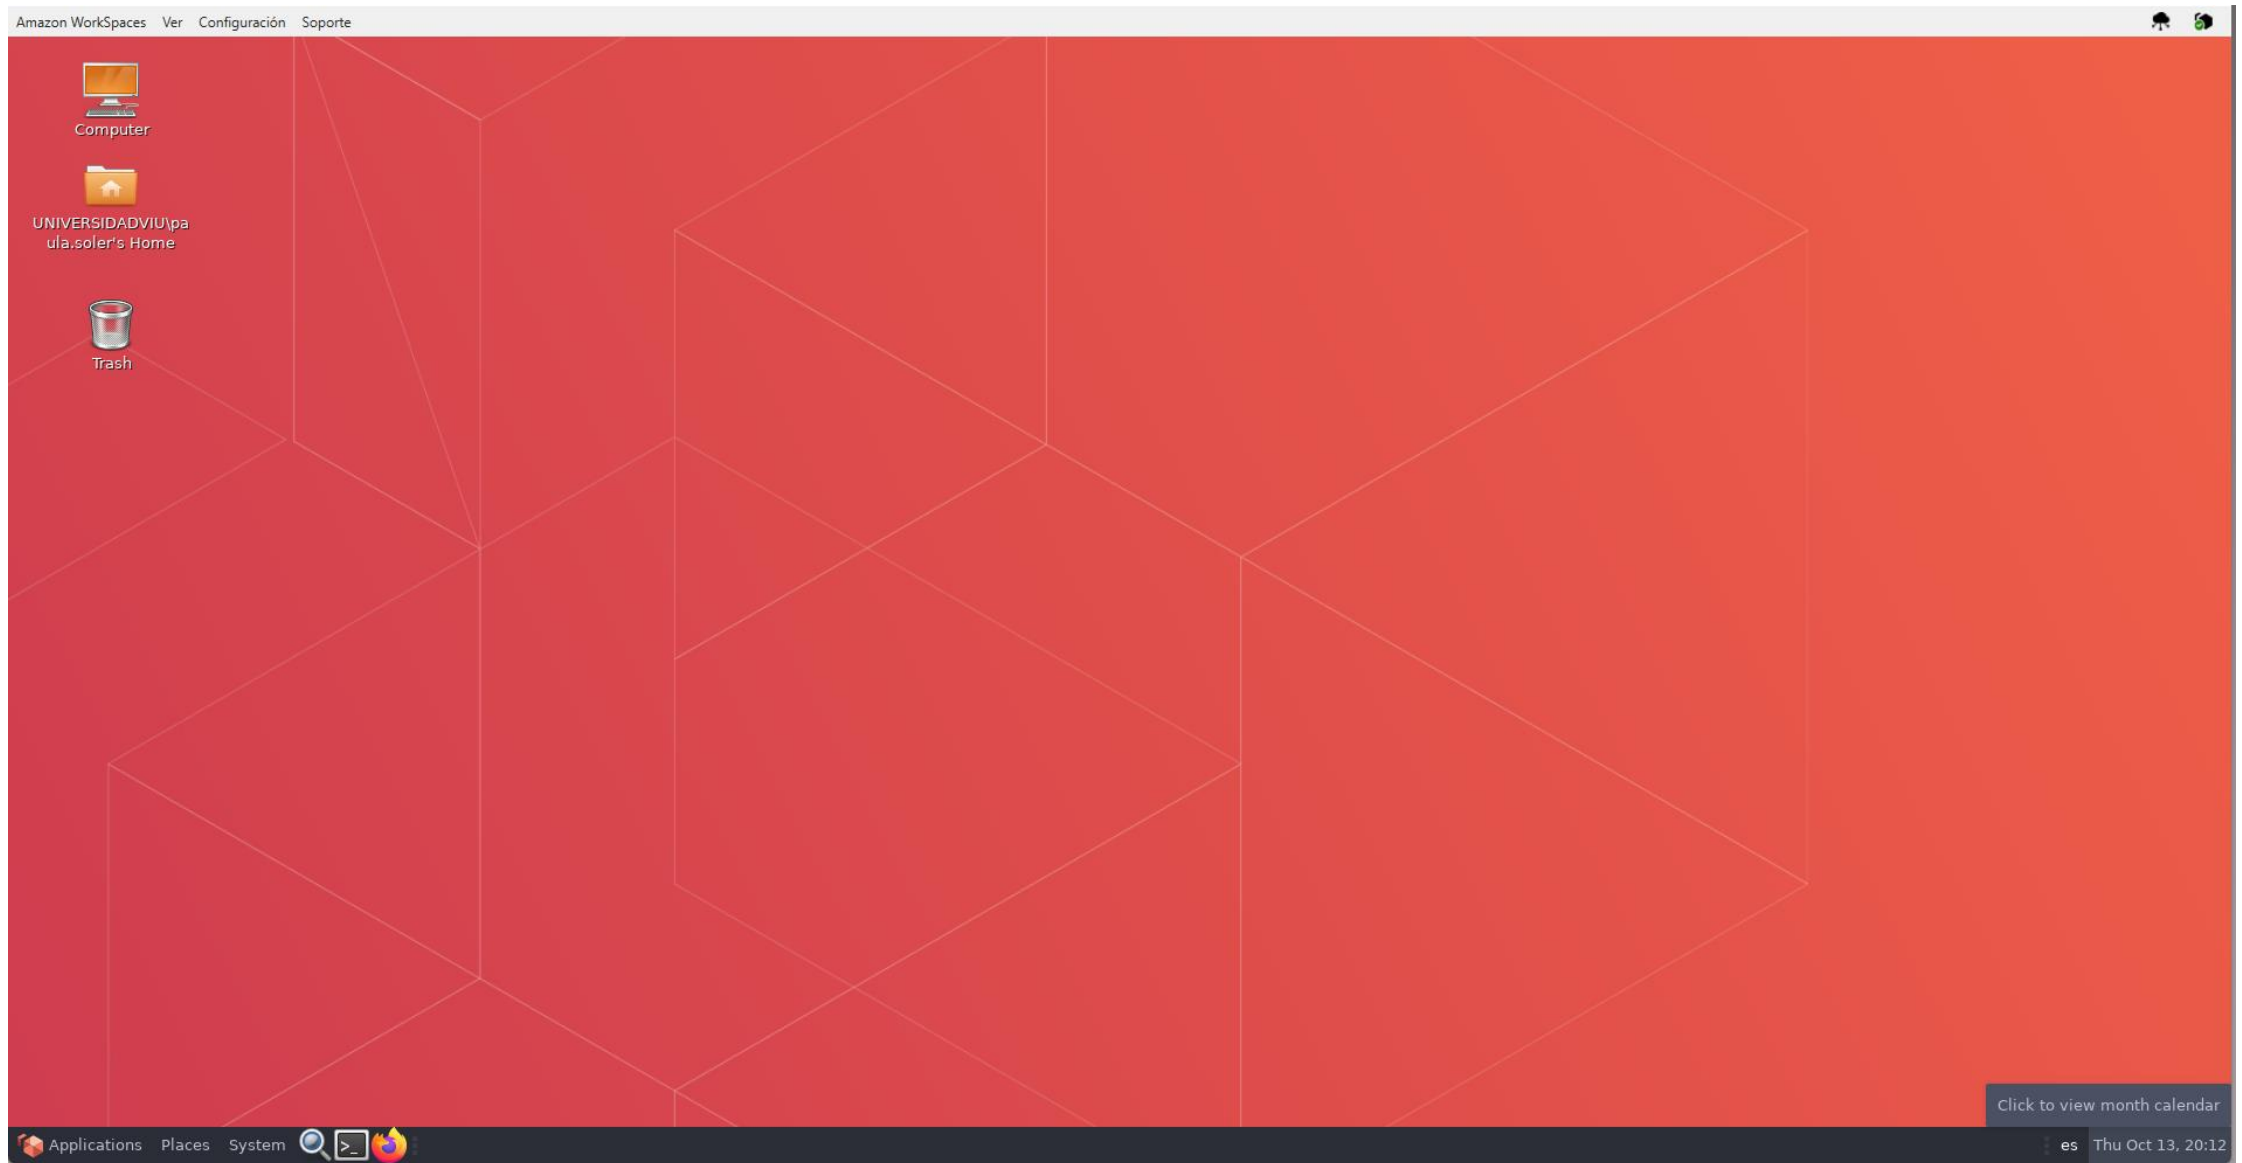 Amazon WorkSpaces Ver Configuración Soporte
Computer
UNIVERSIDADVIU\pa
ula.soler's Home
Trash
Click to view month calendar
Applications Places System >_ es Thu Oct 13, 20:12